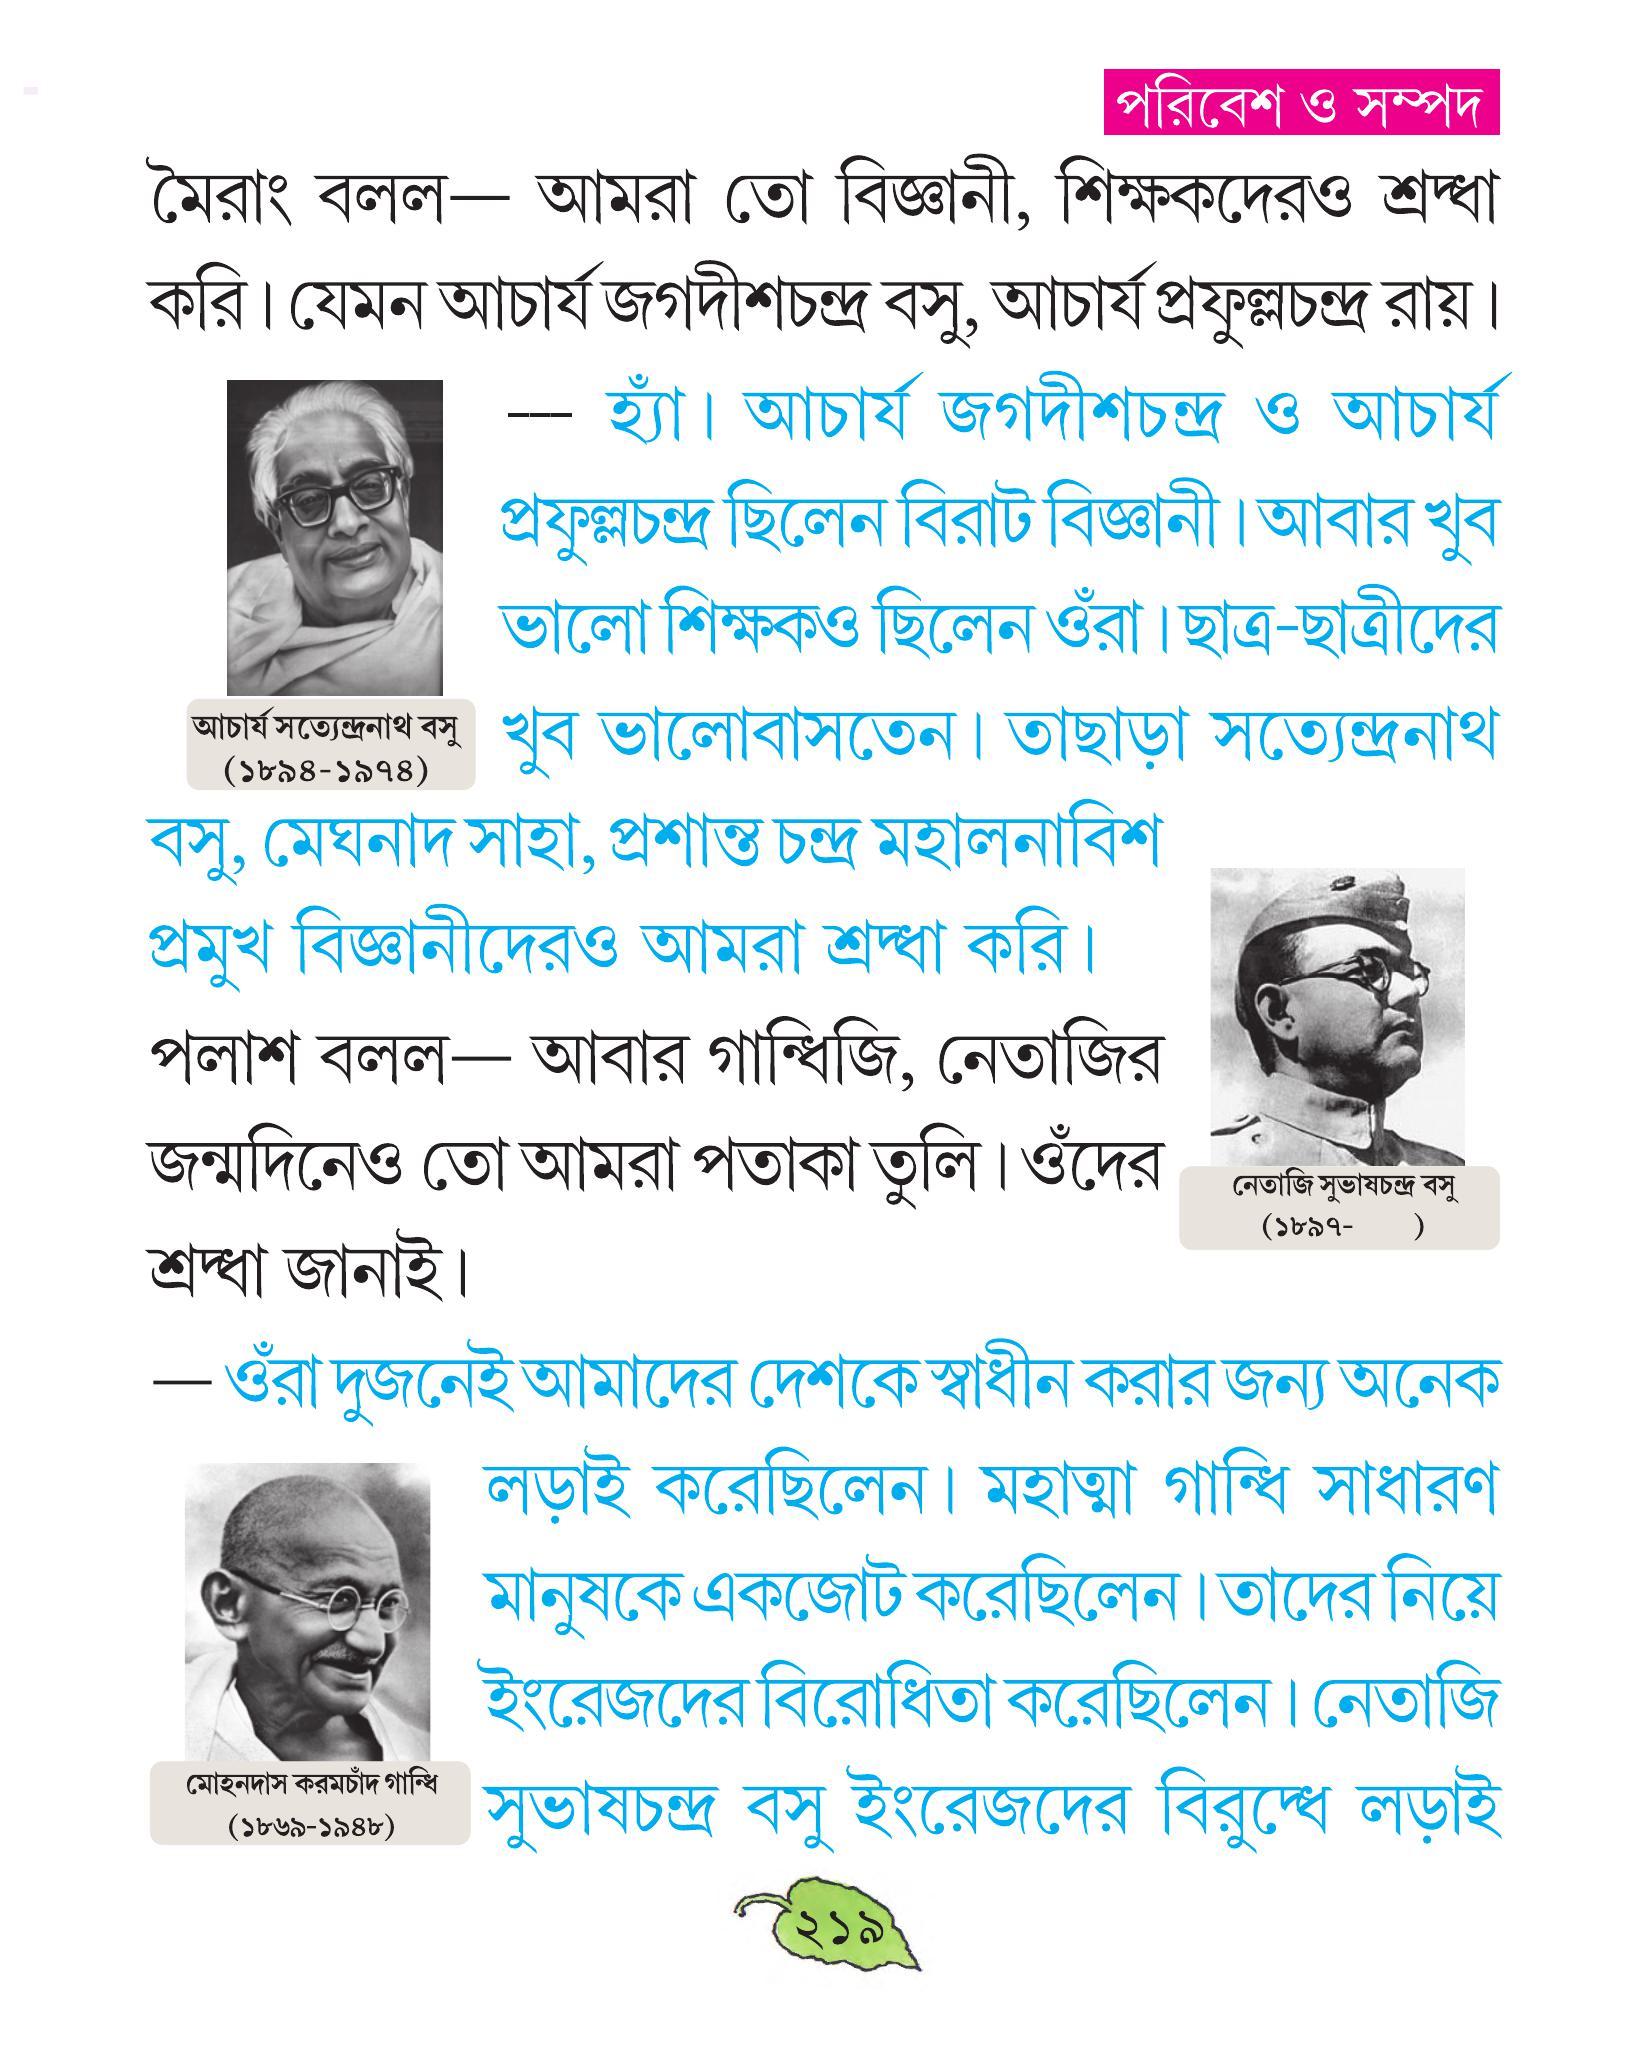 পরিবেশ ও সম্পদ
মৈরাং বলল— আমরা তো বিজ্ঞানী, শিক্ষকদেরও শ্রদ্ধা
করি। যেমন আচার্য জগদীশচন্দ্র বসু, আচার্য প্রফুল্লচন্দ্র রায়।
--- হ্যাঁ। আচার্য জগদীশচন্দ্র ও আচার্য
প্রফুল্লচন্দ্র ছিলেন বিরাট বিজ্ঞানী। আবার খুব
ভালো শিক্ষকও ছিলেন ওঁরা। ছাত্র-ছাত্রীদের
খুব ভালোবাসতেন। তাছাড়া সত্যেন্দ্রনাথ
আচার্য সত্যেন্দ্রনাথ বসু
(১৮৯৪-১৯৭৪)
বসু, মেঘনাদ সাহা, প্রশান্ত চন্দ্র মহালনাবিশ
প্রমুখ বিজ্ঞানীদেরও আমরা শ্রদ্ধা করি।
পলাশ বলল— আবার গান্ধিজি, নেতাজির
জন্মদিনেও তো আমরা পতাকা তুলি। ওঁদের
শ্রদ্ধা জানাই।
নেতাজি সুভাষচন্দ্র বসু
(১৮৯৭- )
— ওঁরা দুজনেই আমাদের দেশকে স্বাধীন করার জন্য অনেক
লড়াই করেছিলেন। মহাত্মা গান্ধি সাধারণ
মানুষকে একজোট করেছিলেন। তাদের নিয়ে
ইংরেজদের বিরোধিতা করেছিলেন। নেতাজি
সুভাষচন্দ্র বসু ইংরেজদের বিরুদ্ধে লড়াই
মোহনদাস করমচাঁদ গান্ধি
(১৮৬৯-১৯৪৮)
২১৯